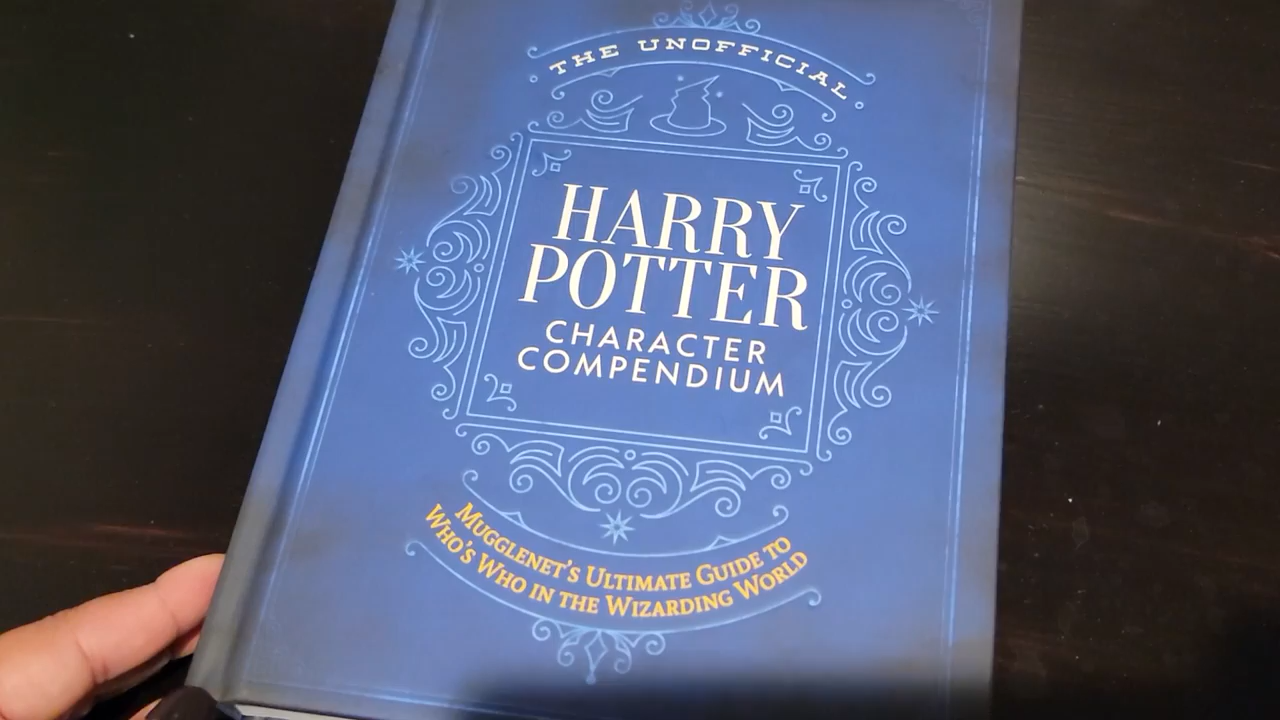 THE UNOFFICIAL
HARRY
POTTER
CHARACTER
COMPENDIUM
MUGGLENET'S ULTIMATE GUIDE TO
WHO'S WHO IN THE WIZARDING WORLD